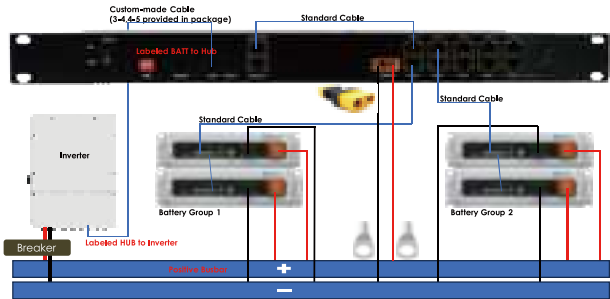 Custom-made Cable
(3-4,4-5 provided in package)
Standard Cable
Labeled BATT to Hub
Standard Cable
Standard Cable
Inverter
Battery Group 1
Battery Group 2
Labeled HUB to Inverter
Breaker
+
−